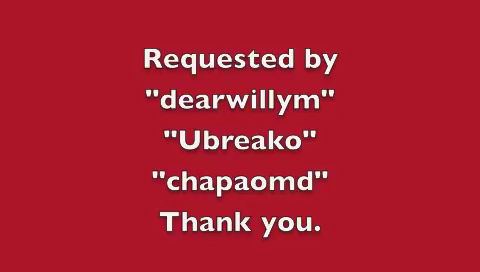 Requested by
"dearwillym"
"Ubreako"
"chapaomd"
Thank you.